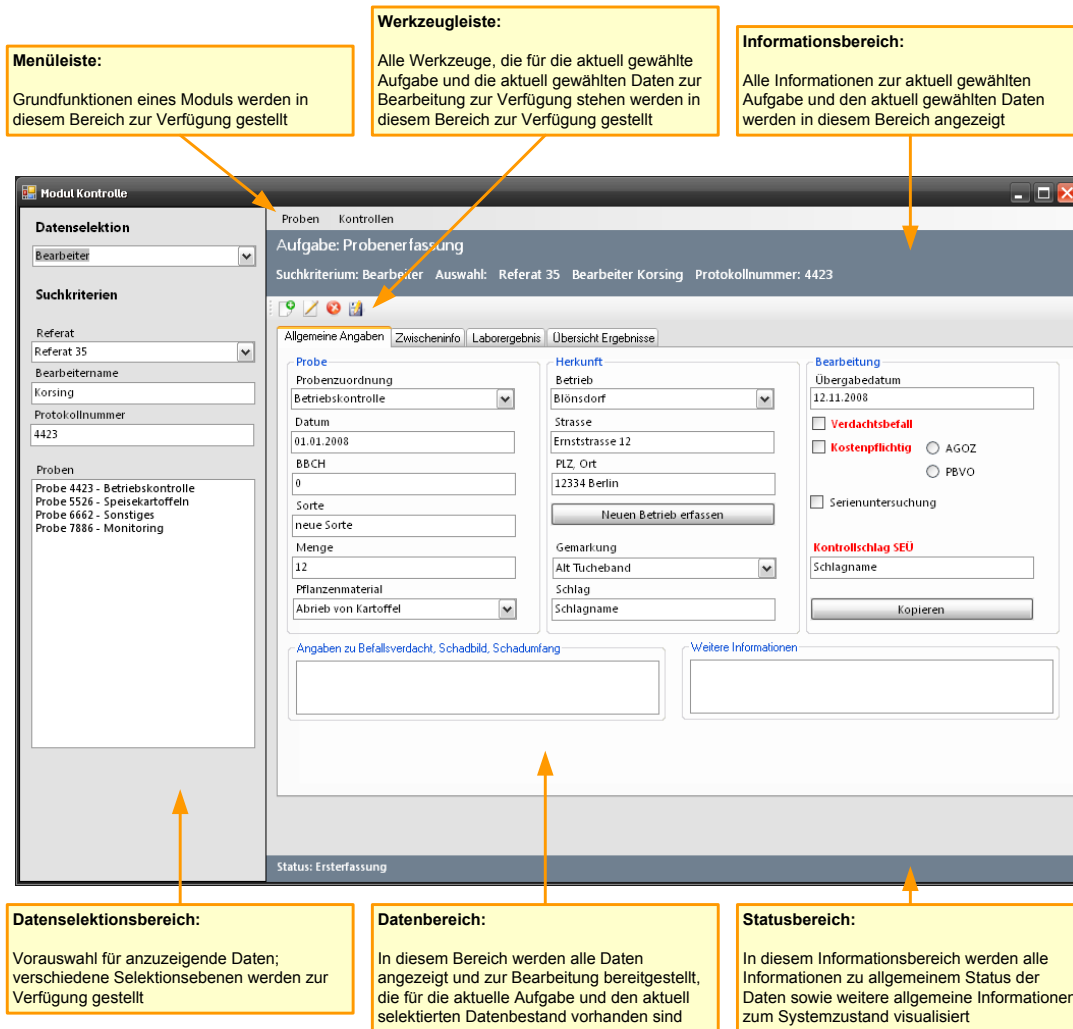 Menüleiste:
Grundfunktionen eines Moduls werden in
diesem Bereich zur Verfügung gestellt
Werkzeugleiste:
Alle Werkzeuge, die für die aktuell gewählte
Aufgabe und die aktuell gewählten Daten zur
Bearbeitung zur Verfügung stehen werden in
diesem Bereich zur Verfügung gestellt
Informationsbereich:
Alle Informationen zur aktuell gewählten
Aufgabe und den aktuell gewählten Daten
werden in diesem Bereich angezeigt
Modul Kontrolle
Datenselektion
Bearbeiter
Suchkriterien
Referat
Referat 35
Bearbeitername
Korsing
Protokollnummer
4423
Proben
Probe 4423 - Betriebskontrolle
Probe 5526 - Speisekartoffeln
Probe 6662 - Sonstiges
Probe 7886 - Monitoring
Proben Kontrollen
Aufgabe: Probenerfassung
Suchkriterium: Bearbeiter Auswahl: Referat 35 Bearbeiter Korsing Protokollnummer: 4423
Allgemeine Angaben Zwischeninfo Laborergebnis Übersicht Ergebnisse
Probe
Probenzuordnung
Betriebskontrolle
Datum
01.01.2008
BBCH
0
Sorte
neue Sorte
Menge
12
Pflanzenmaterial
Abrieb von Kartoffel
Herkunft
Betrieb
Blönsdorf
Strasse
Ernststrasse 12
PLZ, Ort
12334 Berlin
Neuen Betrieb erfassen
Gemarkung
Alt Tucheband
Schlag
Schlagname
Bearbeitung
Übergabedatum
12.11.2008
Verdachtsbefall
Kostenpflichtig AGOZ
PBVO
Serienuntersuchung
Kontrollschlag SEÜ
Schlagname
Kopieren
Angaben zu Befallsverdacht, Schadbild, Schadumfang
Weitere Informationen
Status: Ersterfassung
Datenselektionsbereich:
Vorauswahl für anzuzeigende Daten;
verschiedene Selektionsebenen werden zur
Verfügung gestellt
Datenbereich:
In diesem Bereich werden alle Daten
angezeigt und zur Bearbeitung bereitgestellt,
die für die aktuelle Aufgabe und den aktuell
selektierten Datenbestand vorhanden sind
Statusbereich:
In diesem Informationsbereich werden alle
Informationen zu allgemeinem Status der
Daten sowie weitere allgemeine Informationen
zum Systemzustand visualisiert